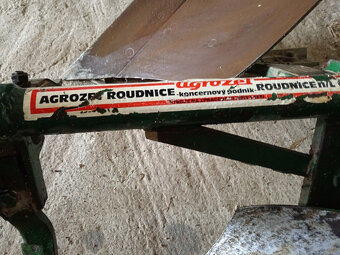 agrozet
AGROZET ROUDNICE -koncernový podnik ROUDNICE n/L